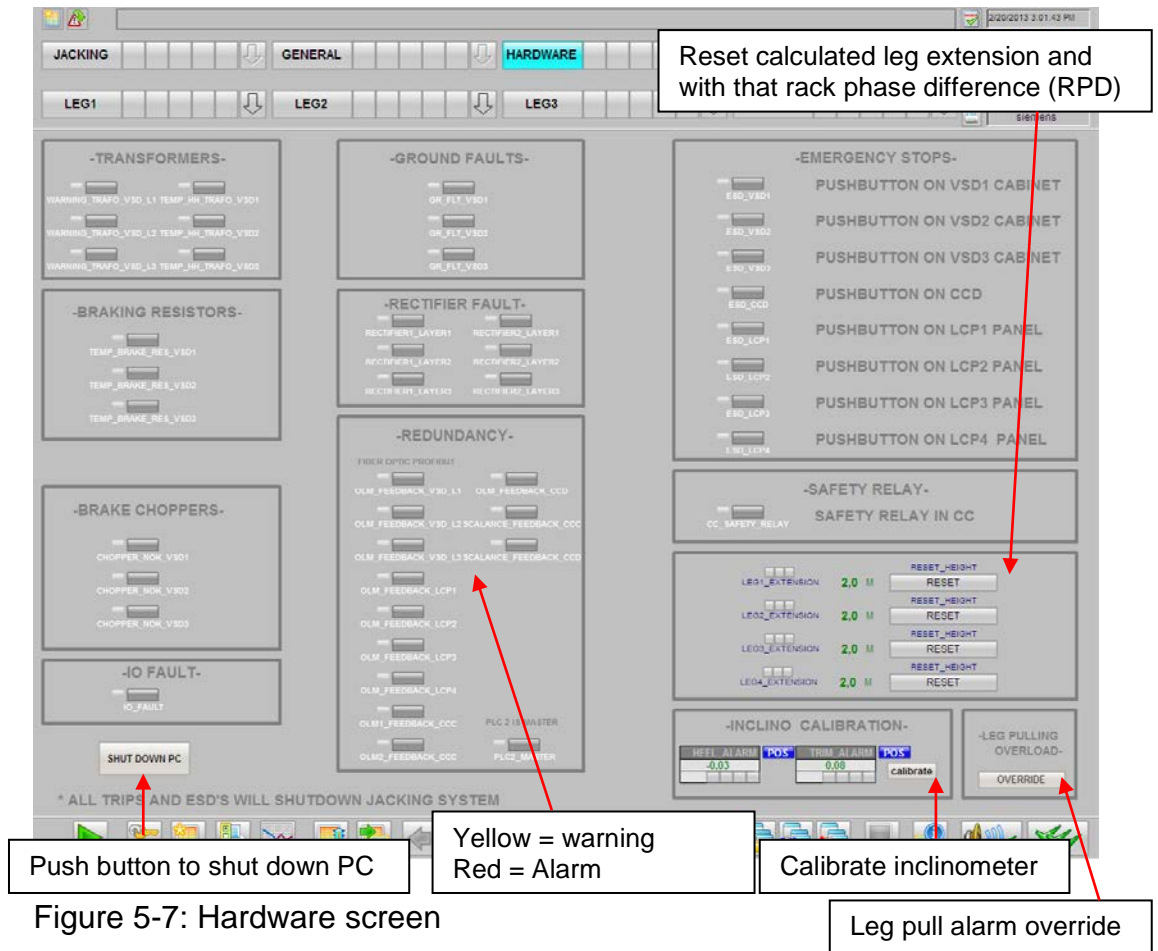 2/20/2013 3:01:43 PM
JACKING
GENERAL
HARDWARE
Reset calculated leg extension and
with that rack phase difference (RPD)
LEG1
LEG2
LEG3
siemens
-TRANSFORMERS-
WARNING_TRAFO_VSD_L1 TEMP_HH_TRAFO_VSD1
WARNING_TRAFO_VSD_L2 TEMP_HH_TRAFO_VSD2
WARNING_TRAFO_VSD_L3 TEMP_HH_TRAFO_VSD3
-GROUND FAULTS-
GR_FLT_VSD1
GR_FLT_VSD2
GR_FLT_VSD3
-EMERGENCY STOPS-
ESD_VSD1 PUSHBUTTON ON VSD1 CABINET
ESD_VSD2 PUSHBUTTON ON VSD2 CABINET
ESD_VSD3 PUSHBUTTON ON VSD3 CABINET
ESD_CCD PUSHBUTTON ON CCD
ESD_LCP1 PUSHBUTTON ON LCP1 PANEL
ESD_LCP2 PUSHBUTTON ON LCP2 PANEL
ESD_LCP3 PUSHBUTTON ON LCP3 PANEL
ESD_LCP4 PUSHBUTTON ON LCP4 PANEL
-BRAKING RESISTORS-
TEMP_BRAKE_RES_VSD1
TEMP_BRAKE_RES_VSD2
TEMP_BRAKE_RES_VSD3
-RECTIFIER FAULT-
RECTIFIER1_LAYER1 RECTIFIER2_LAYER1
RECTIFIER1_LAYER2 RECTIFIER2_LAYER2
RECTIFIER1_LAYER3 RECTIFIER2_LAYER3
-REDUNDANCY-
FIBER OPTIC PROFIBUT
OLM_FEEDBACK_VSD_L1 OLM_FEEDBACK_CCD
OLM_FEEDBACK_VSD_L2 SCALANCE_FEEDBACK_CCC
OLM_FEEDBACK_VSD_L3 SCALANCE_FEEDBACK_CCD
OLM_FEEDBACK_LCP1
OLM_FEEDBACK_LCP2
OLM_FEEDBACK_LCP3
OLM_FEEDBACK_LCP4
OLM1_FEEDBACK_CCC PLC 2 IS MASTER
OLM2_FEEDBACK_CCC PLC2_MASTER
-SAFETY RELAY-
CC_SAFETY_RELAY SAFETY RELAY IN CC
-BRAKE CHOPPERS-
CHOPPER_NOK_VSD1
CHOPPER_NOK_VSD2
CHOPPER_NOK_VSD3
RESET_HEIGHT
LEG1_EXTENSION 2,0 M RESET
RESET_HEIGHT
LEG2_EXTENSION 2,0 M RESET
RESET_HEIGHT
LEG3_EXTENSION 2,0 M RESET
RESET_HEIGHT
LEG4_EXTENSION 2,0 M RESET
-IO FAULT-
IO_FAULT
-INCLINO CALIBRATION-
HEEL_ALARM POS° TRIM_ALARM POS°
-0,03 0,08 calibrate
-LEG PULLING
OVERLOAD-
OVERRIDE
SHUT DOWN PC
* ALL TRIPS AND ESD'S WILL SHUTDOWN JACKING SYSTEM
Push button to shut down PC
Yellow = warning
Red = Alarm
Calibrate inclinometer
Leg pull alarm override
Figure 5-7: Hardware screen